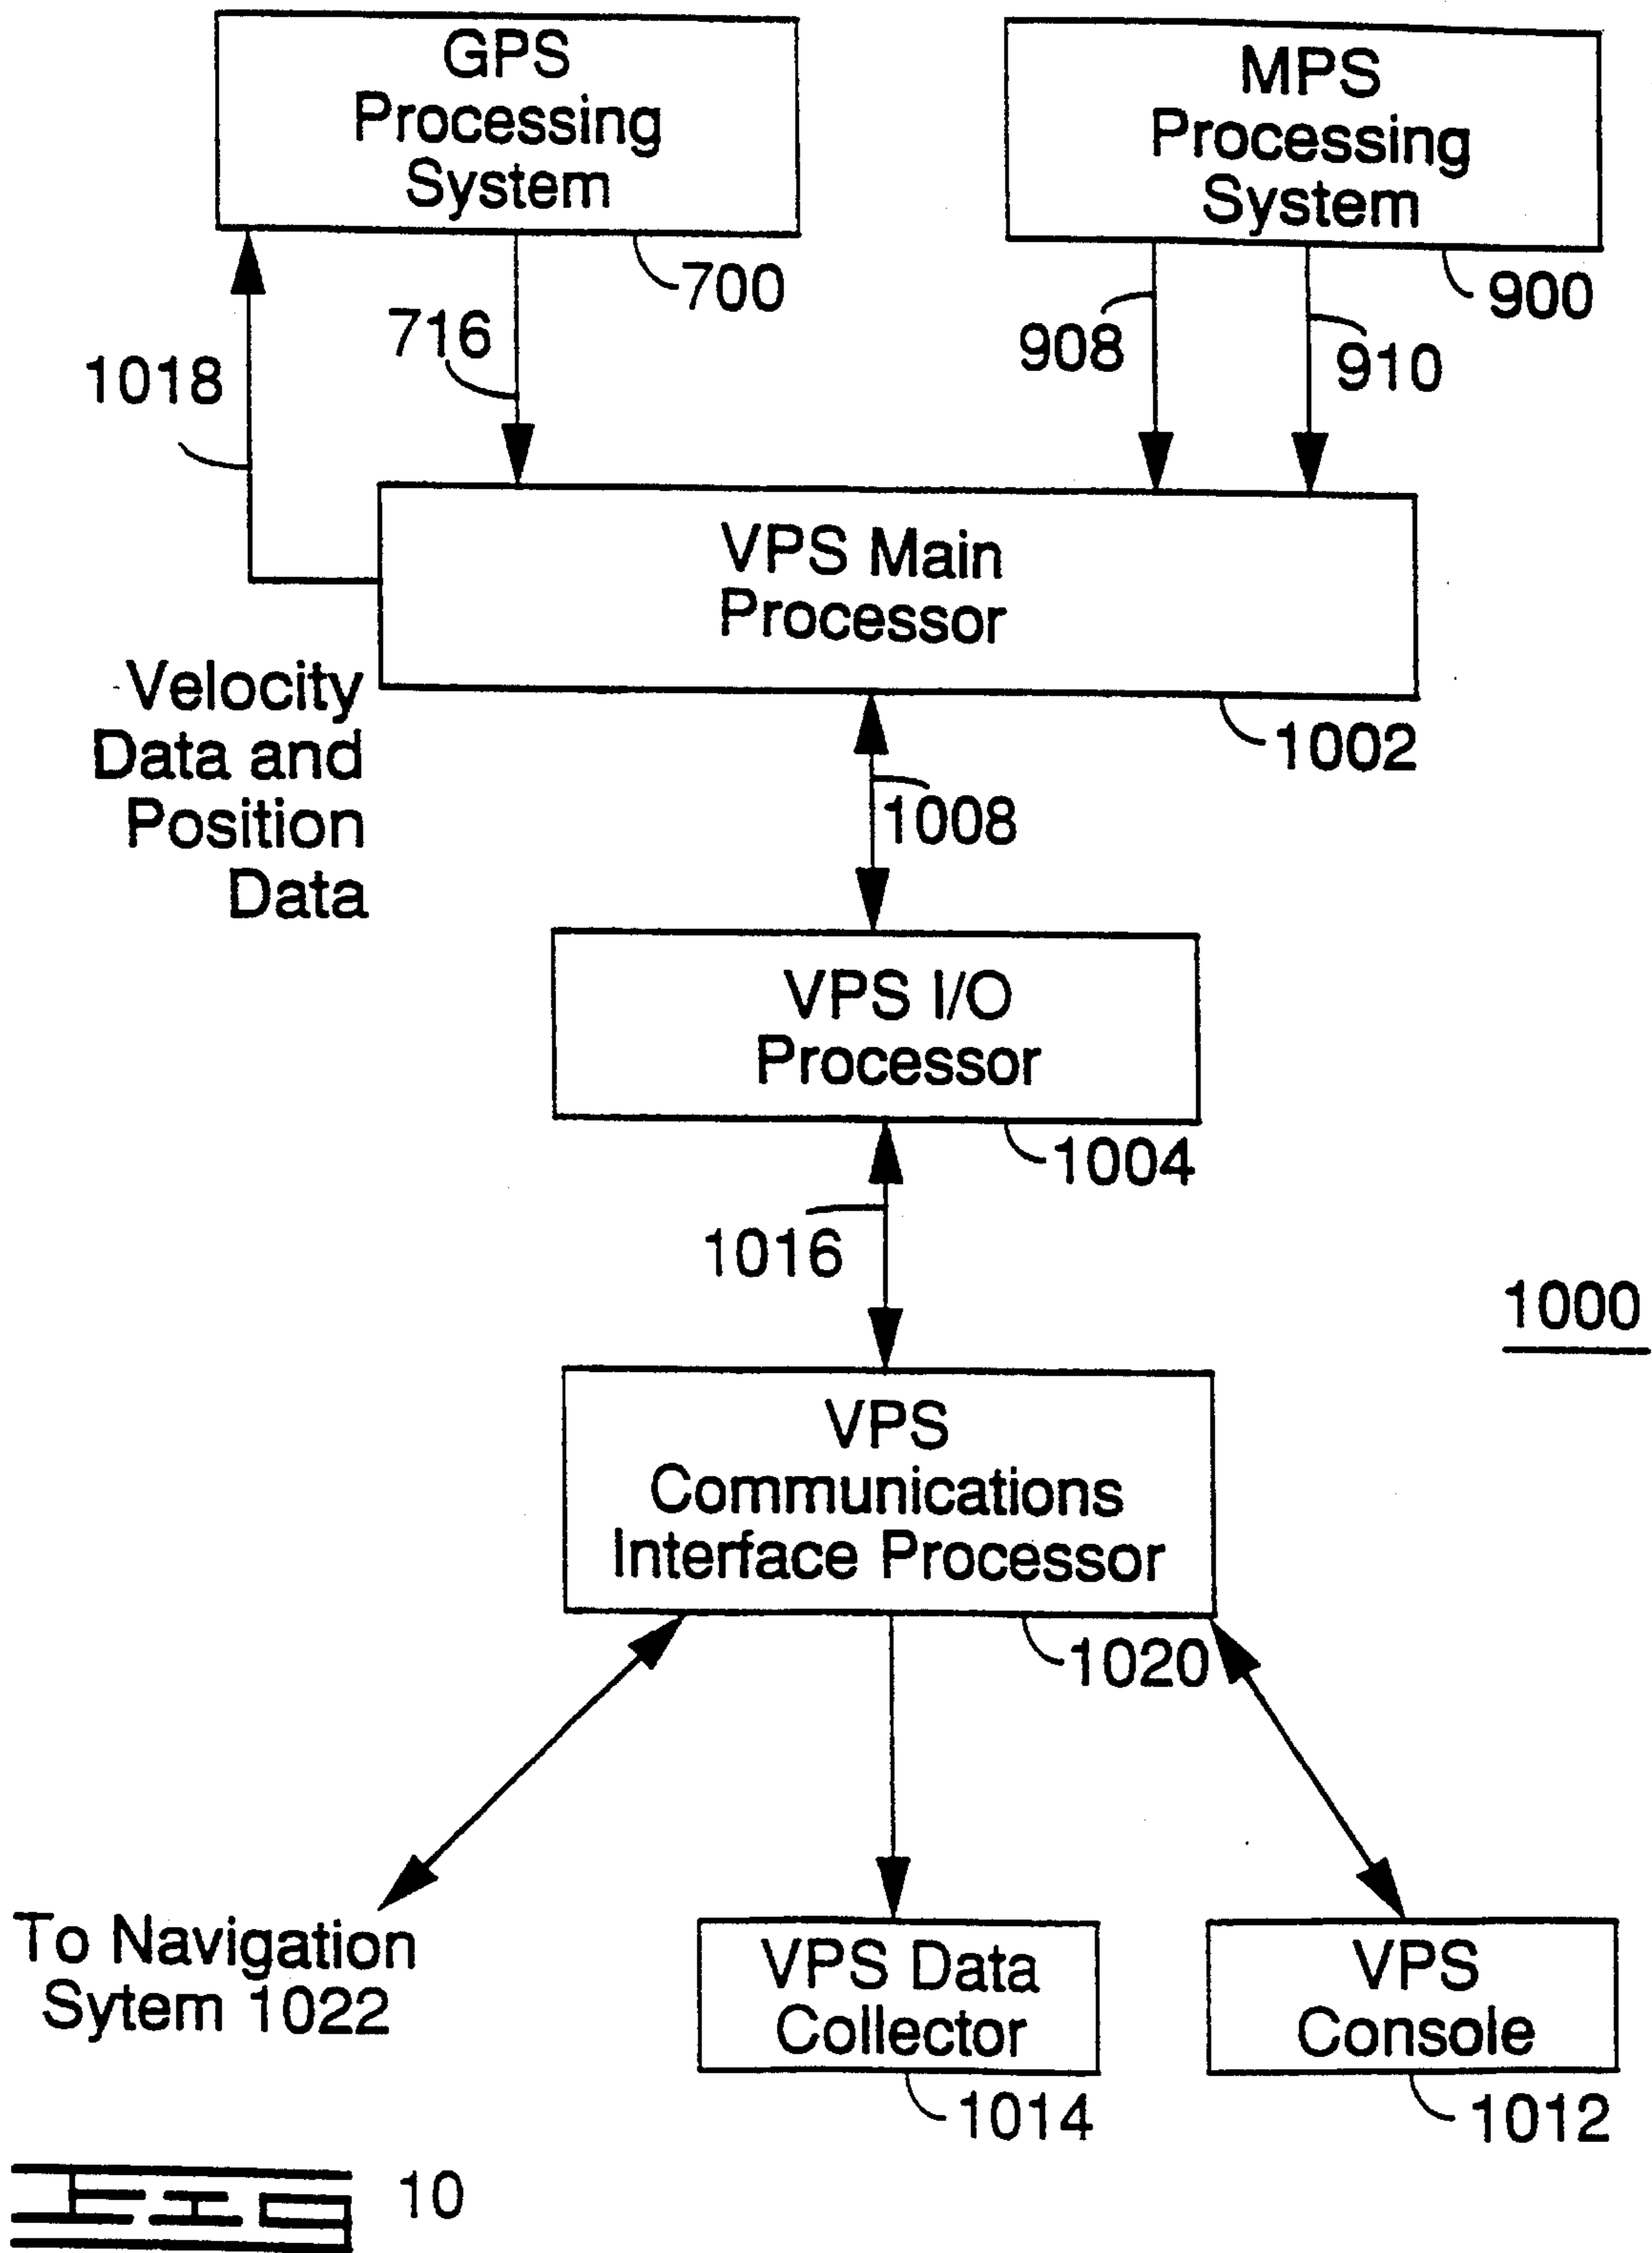 GPS
Processing
System
MPS
Processing
System
700
900
716
908
910
1018
VPS Main
Processor
1002
Velocity
Data and
Position
Data
1008
VPS I/O
Processor
1004
1016
1000
VPS
Communications
Interface Processor
1020
To Navigation
Sytem 1022
VPS Data
Collector
VPS
Console
1014
1012
FIG 10